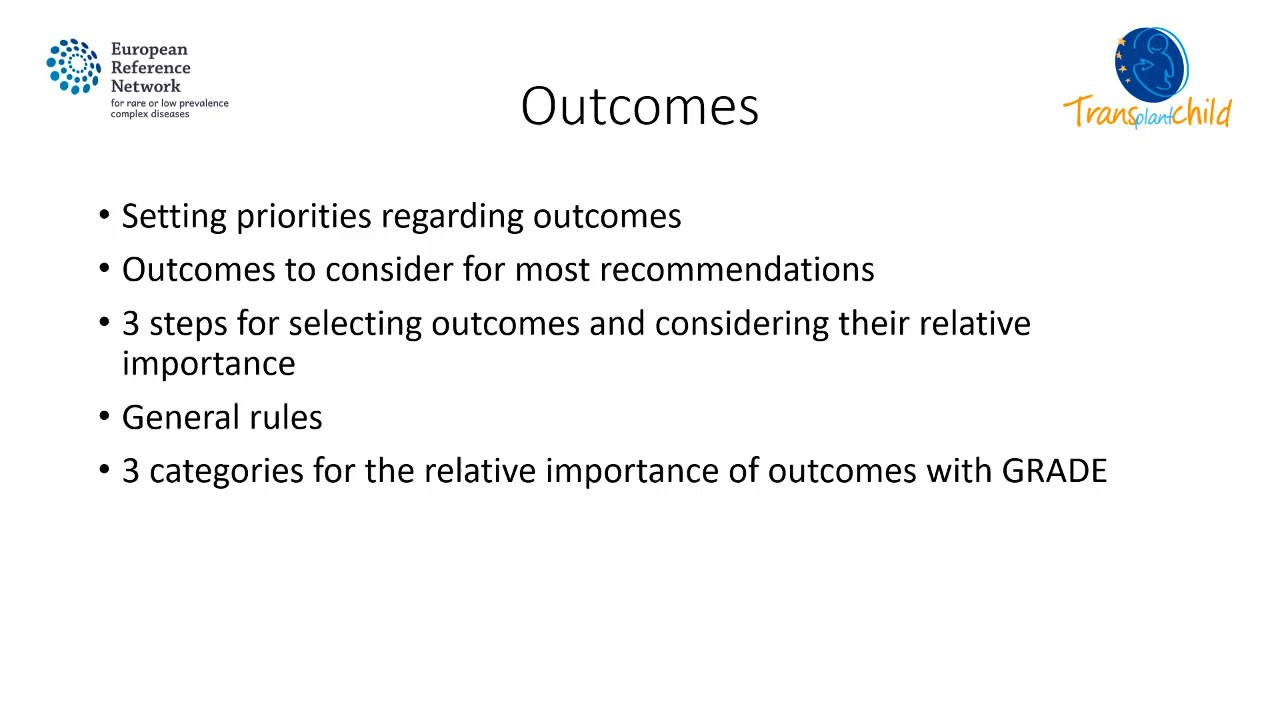 European
Reference
Network
for rare or low prevalence
complex diseases
Outcomes
TransplantChild
• Setting priorities regarding outcomes
• Outcomes to consider for most recommendations
• 3 steps for selecting outcomes and considering their relative
importance
• General rules
• 3 categories for the relative importance of outcomes with GRADE